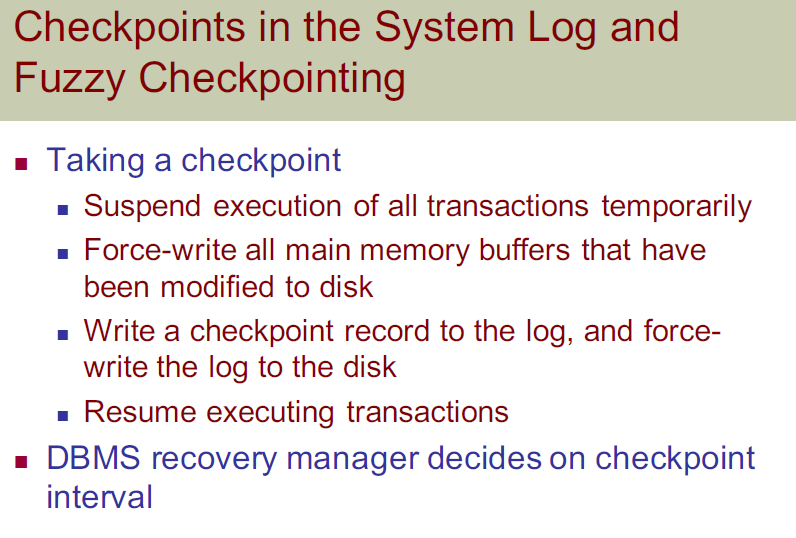 Checkpoints in the System Log and
Fuzzy Checkpointing
Taking a checkpoint
Suspend execution of all transactions temporarily
Force-write all main memory buffers that have
been modified to disk
Write a checkpoint record to the log, and force-
write the log to the disk
Resume executing transactions
DBMS recovery manager decides on checkpoint
interval